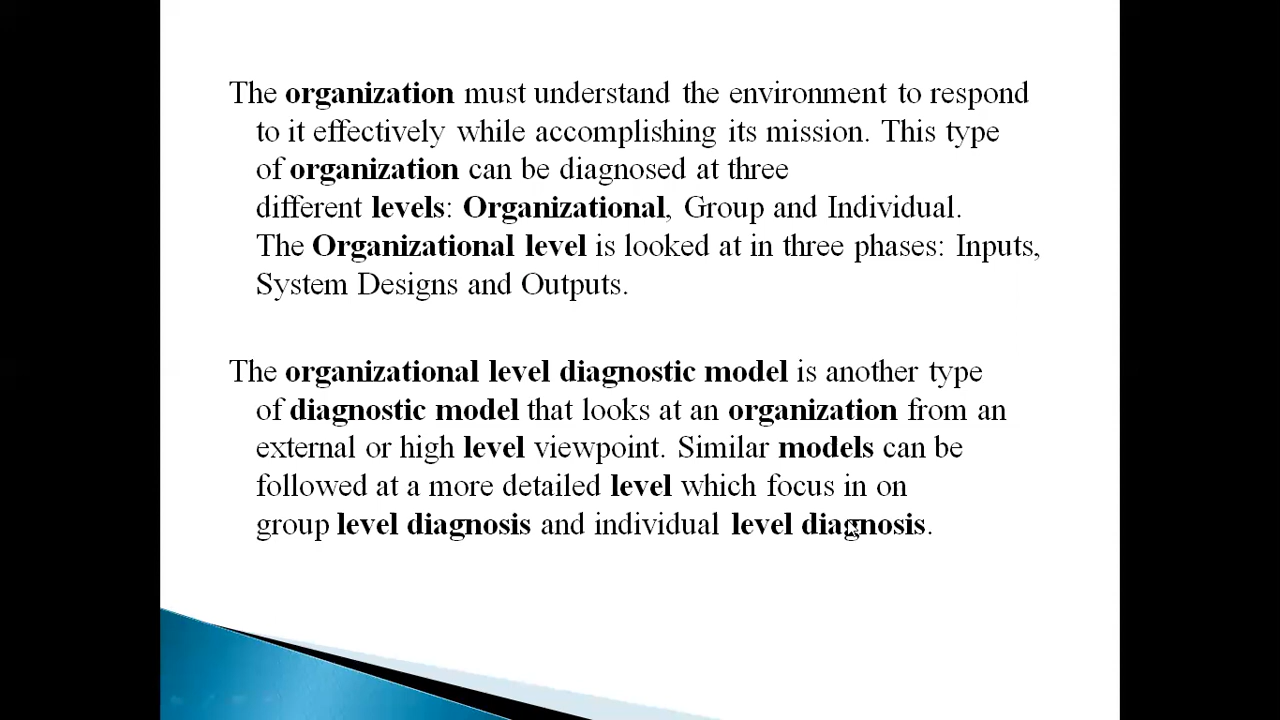 The organization must understand the environment to respond
to it effectively while accomplishing its mission. This type
of organization can be diagnosed at three
different levels: Organizational, Group and Individual.
The Organizational level is looked at in three phases: Inputs,
System Designs and Outputs.
The organizational level diagnostic model is another type
of diagnostic model that looks at an organization from an
external or high level viewpoint. Similar models can be
followed at a more detailed level which focus in on
group level diagnosis and individual level diagnosis.